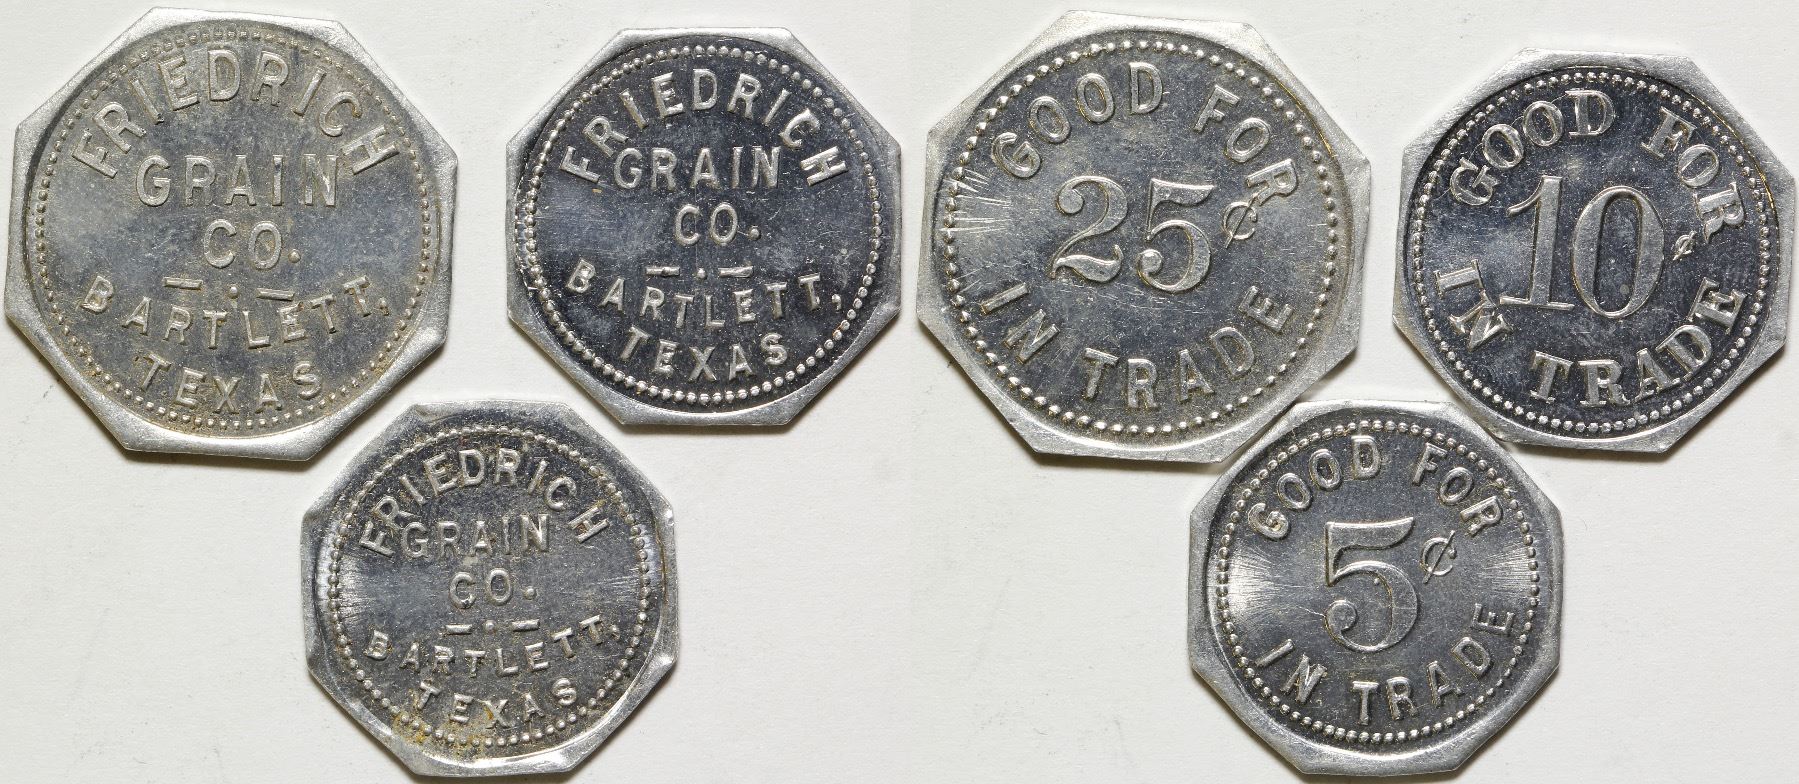 FRIEDRICH
GRAIN
CO.
BARTLETT,
TEXAS
FRIEDRICH
GRAIN
CO.
BARTLETT,
TEXAS
GOOD FOR
25¢
IN TRADE
GOOD FOR
10¢
IN TRADE
FRIEDRICH
GRAIN
CO.
BARTLETT,
TEXAS
GOOD FOR
5¢
IN TRADE